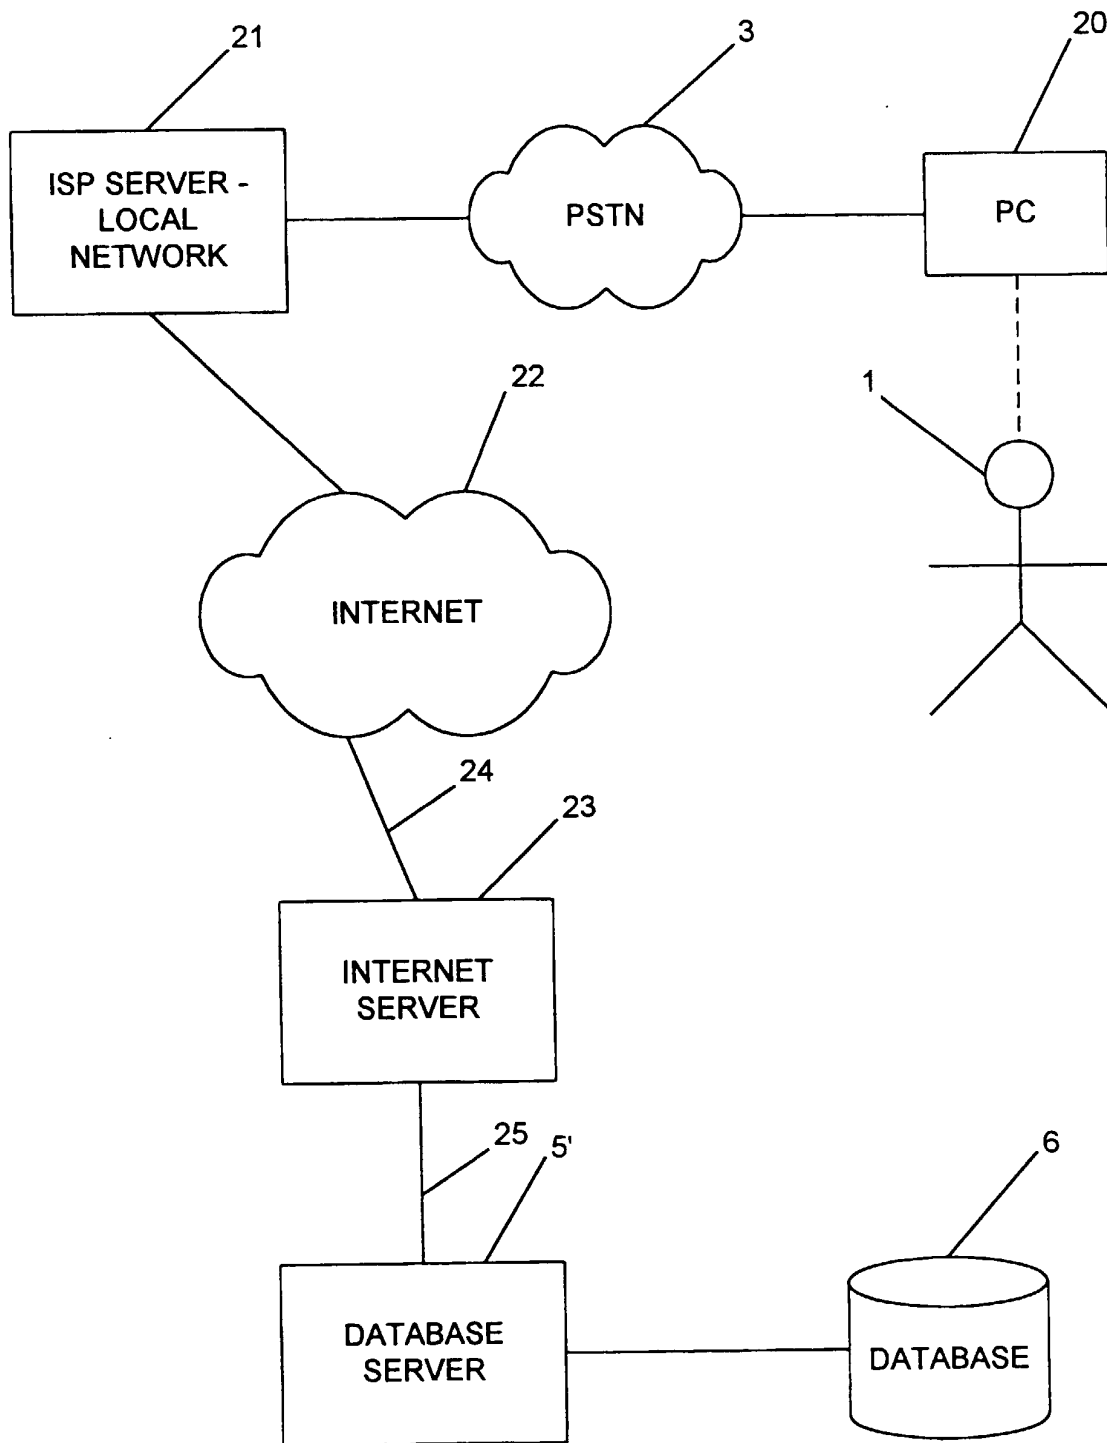 21
3
20
ISP SERVER -
LOCAL
NETWORK
PSTN
PC
22
1
INTERNET
24
23
INTERNET
SERVER
25
5'
6
DATABASE
SERVER
DATABASE